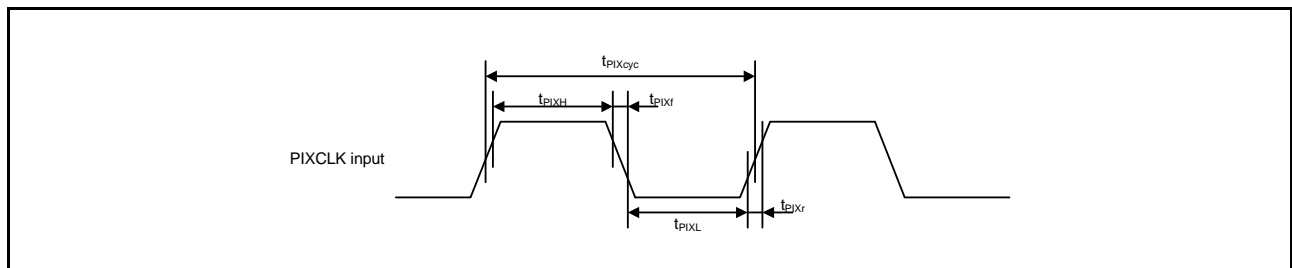 tPIXcyc
tPIXH
tPIXf
PIXCLK input
tPIXL
tPIXr